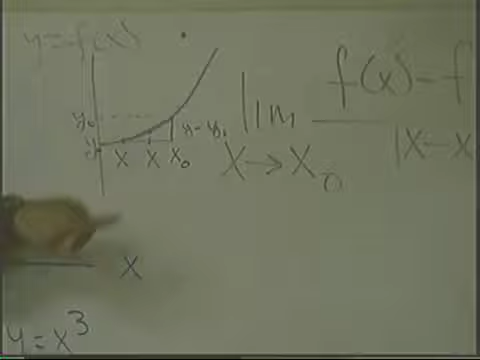 y=f(x)
lim f(x)-f
x→x₀ |x-x
y₀
x x x₀
x
y=x³